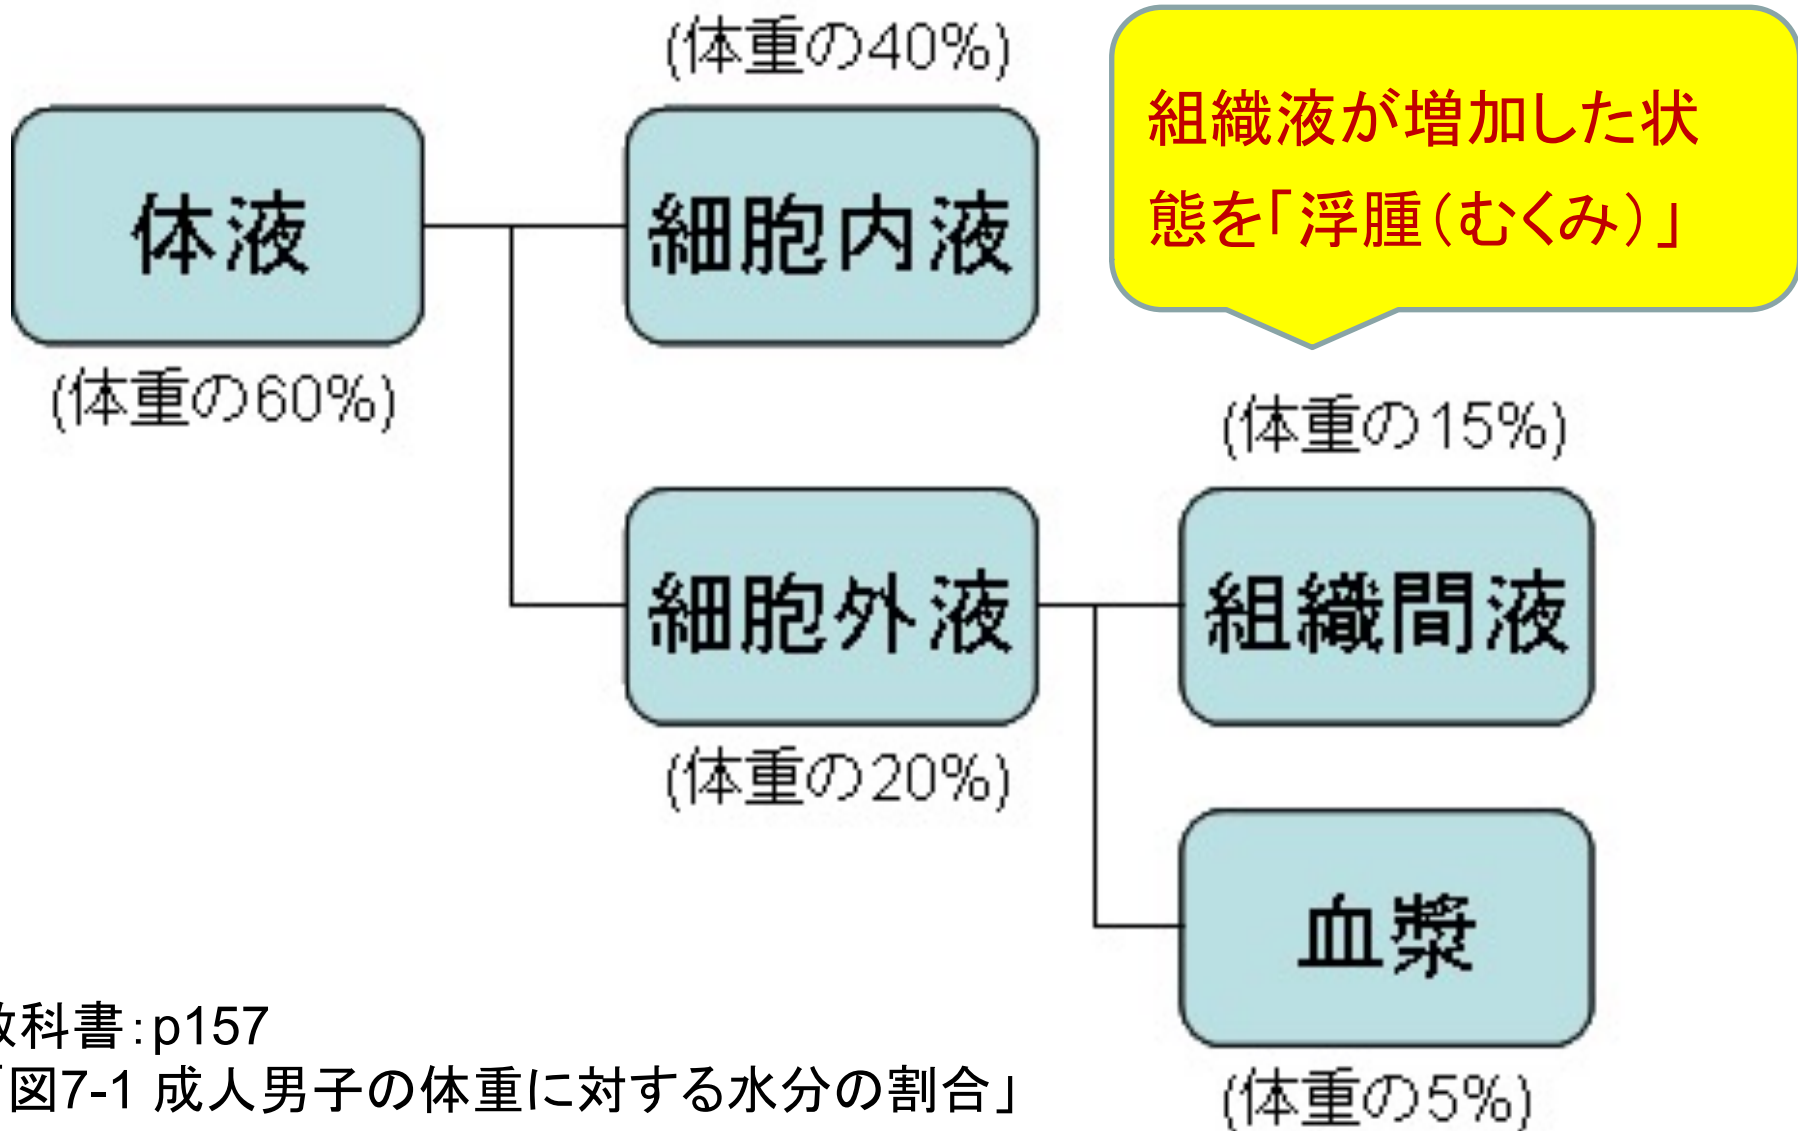 (体重の40%)
組織液が増加した状
態を「浮腫(むくみ)」
体液
細胞内液
(体重の60%)
(体重の15%)
細胞外液
組織間液
(体重の20%)
血漿
教科書:p157
「図7-1 成人男子の体重に対する水分の割合」
(体重の5%)